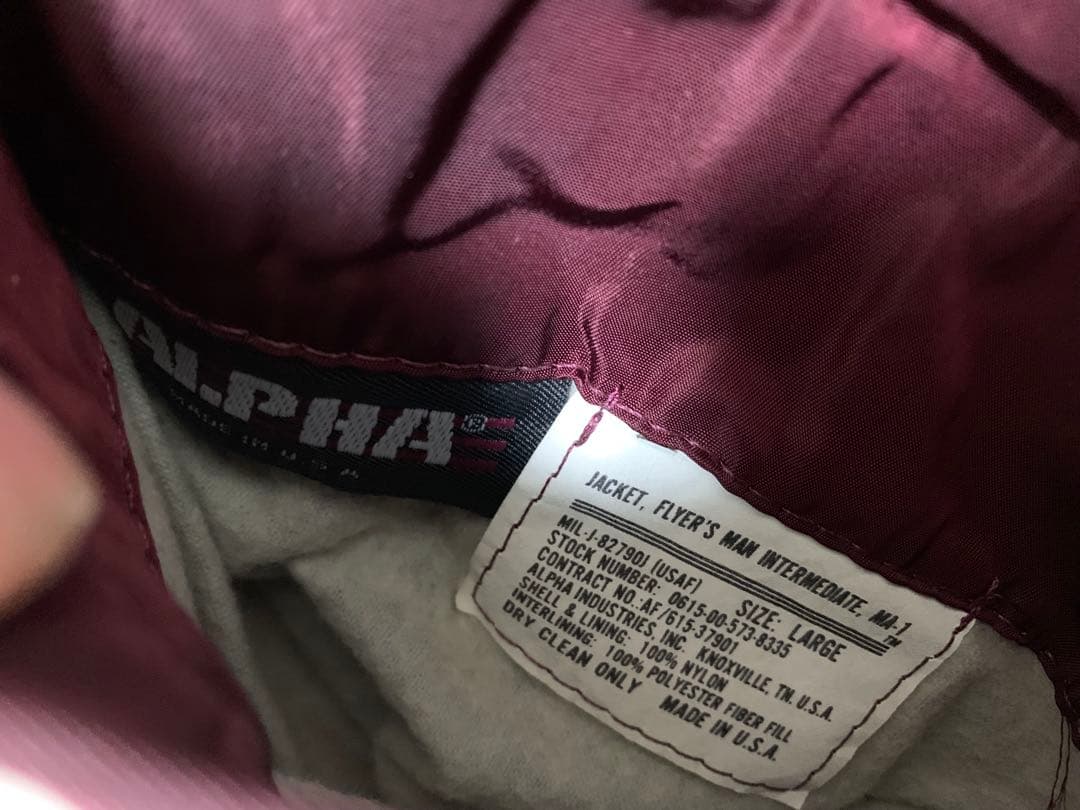 ALPHA®
MADE IN U S A
JACKET, FLYER'S MAN INTERMEDIATE, MA-1
TM
MIL-J-82790J (USAF) SIZE: LARGE
STOCK NUMBER: 0615-00-573-8335
CONTRACT NO.: AF/615-37901
ALPHA INDUSTRIES, INC. KNOXVILLE, TN. U.S.A.
SHELL & LINING: 100% NYLON
INTERLINING: 100% POLYESTER FIBER FILL
DRY CLEAN ONLY MADE IN U.S.A.